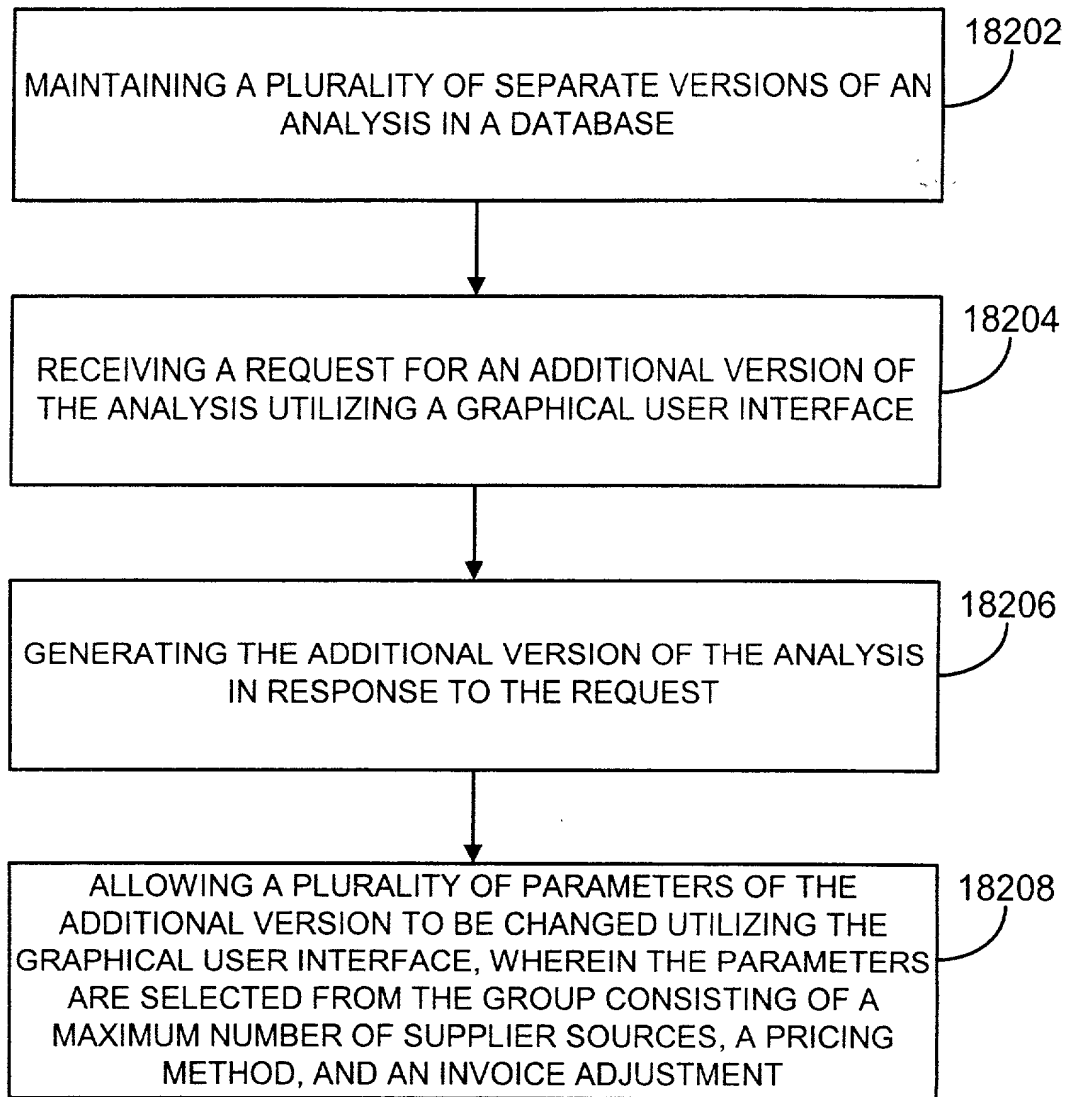 18202
MAINTAINING A PLURALITY OF SEPARATE VERSIONS OF AN
ANALYSIS IN A DATABASE
18204
RECEIVING A REQUEST FOR AN ADDITIONAL VERSION OF
THE ANALYSIS UTILIZING A GRAPHICAL USER INTERFACE
18206
GENERATING THE ADDITIONAL VERSION OF THE ANALYSIS
IN RESPONSE TO THE REQUEST
18208
ALLOWING A PLURALITY OF PARAMETERS OF THE
ADDITIONAL VERSION TO BE CHANGED UTILIZING THE
GRAPHICAL USER INTERFACE, WHEREIN THE PARAMETERS
ARE SELECTED FROM THE GROUP CONSISTING OF A
MAXIMUM NUMBER OF SUPPLIER SOURCES, A PRICING
METHOD, AND AN INVOICE ADJUSTMENT